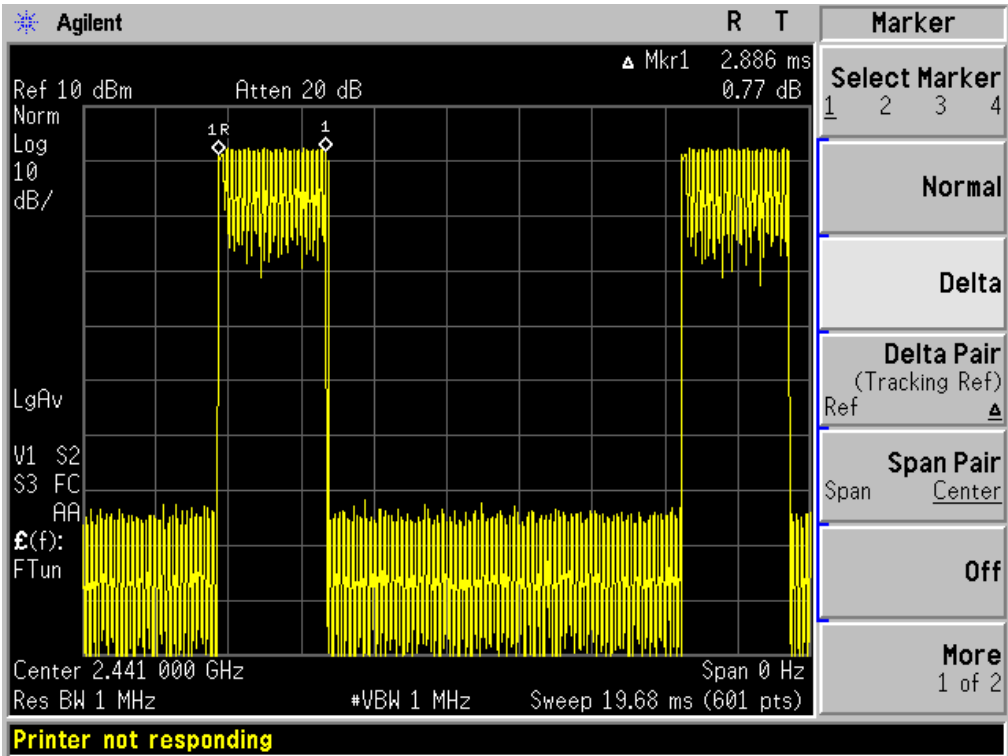 Agilent R T
Δ Mkr1 2.886 ms
Ref 10 dBm Atten 20 dB 0.77 dB
Norm
Log
10
dB/
1R 1
LgAv
V1 S2
S3 FC
AA
£(f):
FTun
Center 2.441 000 GHz Span 0 Hz
Res BW 1 MHz #VBW 1 MHz Sweep 19.68 ms (601 pts)
Printer not responding
Marker
Select Marker
1 2 3 4
Normal
Delta
Delta Pair
(Tracking Ref)
Ref Δ
Span Pair
Span Center
Off
More
1 of 2